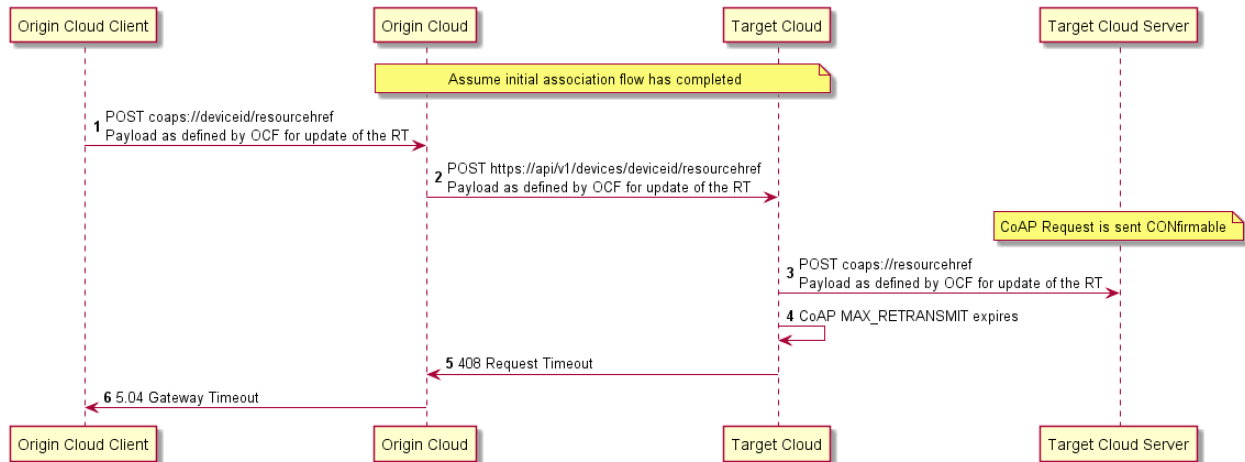 Origin Cloud Client
Origin Cloud
Target Cloud
Target Cloud Server
Assume initial association flow has completed
1 POST coaps://deviceid/resourcehref
Payload as defined by OCF for update of the RT
2 POST https://api/v1/devices/deviceid/resourcehref
Payload as defined by OCF for update of the RT
CoAP Request is sent CONfirmable
3 POST coaps://resourcehref
Payload as defined by OCF for update of the RT
4 CoAP MAX_RETRANSMIT expires
5 408 Request Timeout
6 5.04 Gateway Timeout
Origin Cloud Client
Origin Cloud
Target Cloud
Target Cloud Server